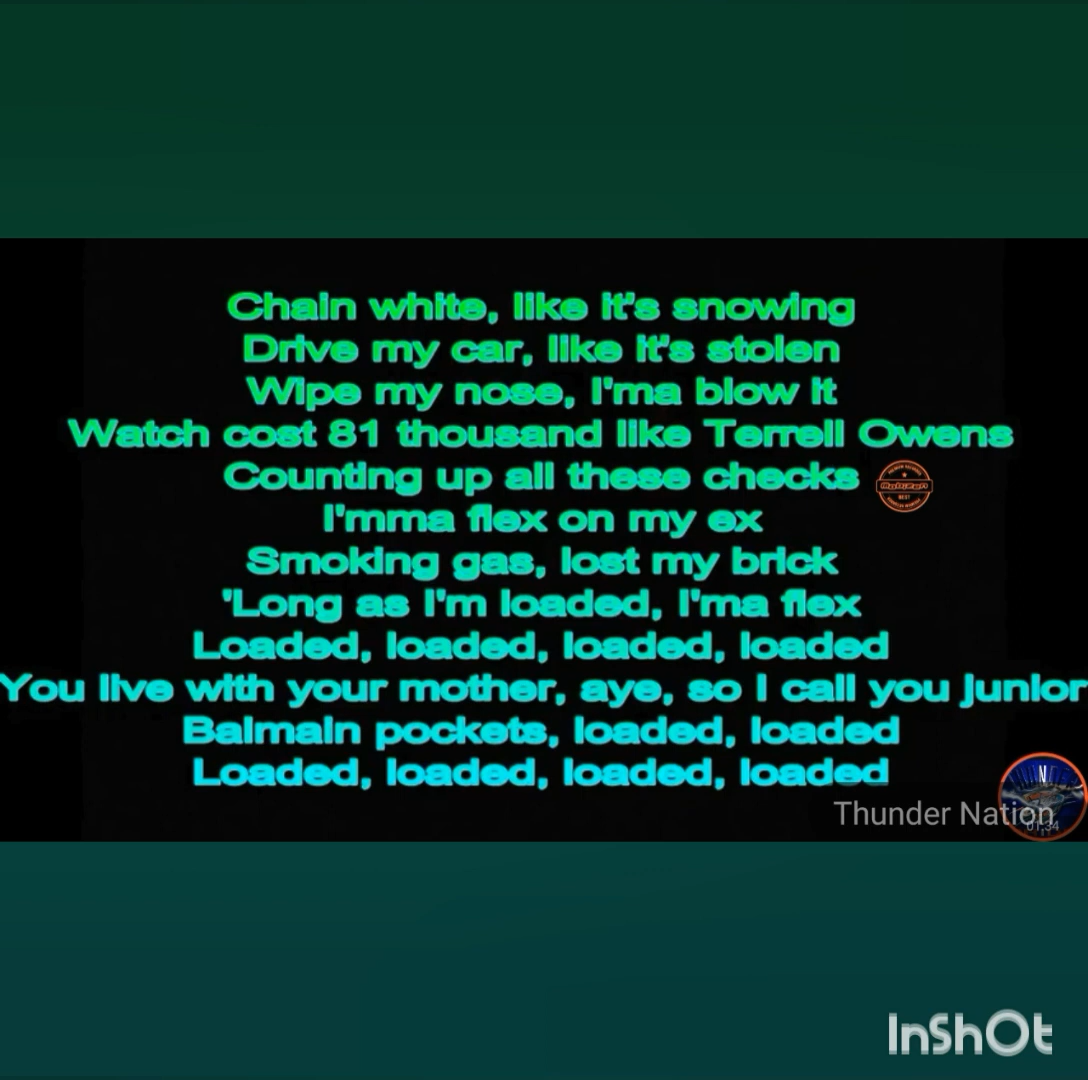 Chain white, like it's snowing
Drive my car, like it's stolen
Wipe my nose, I'ma blow it
Watch cost 81 thousand like Terrell Owens
Counting up all these checks
I'mma flex on my ex
Smoking gas, lost my brick
'Long as I'm loaded, I'ma flex
Loaded, loaded, loaded, loaded
You live with your mother, aye, so I call you junior
Balmain pockets, loaded, loaded
Loaded, loaded, loaded, loaded
Thunder Nation
01:34
InShOt